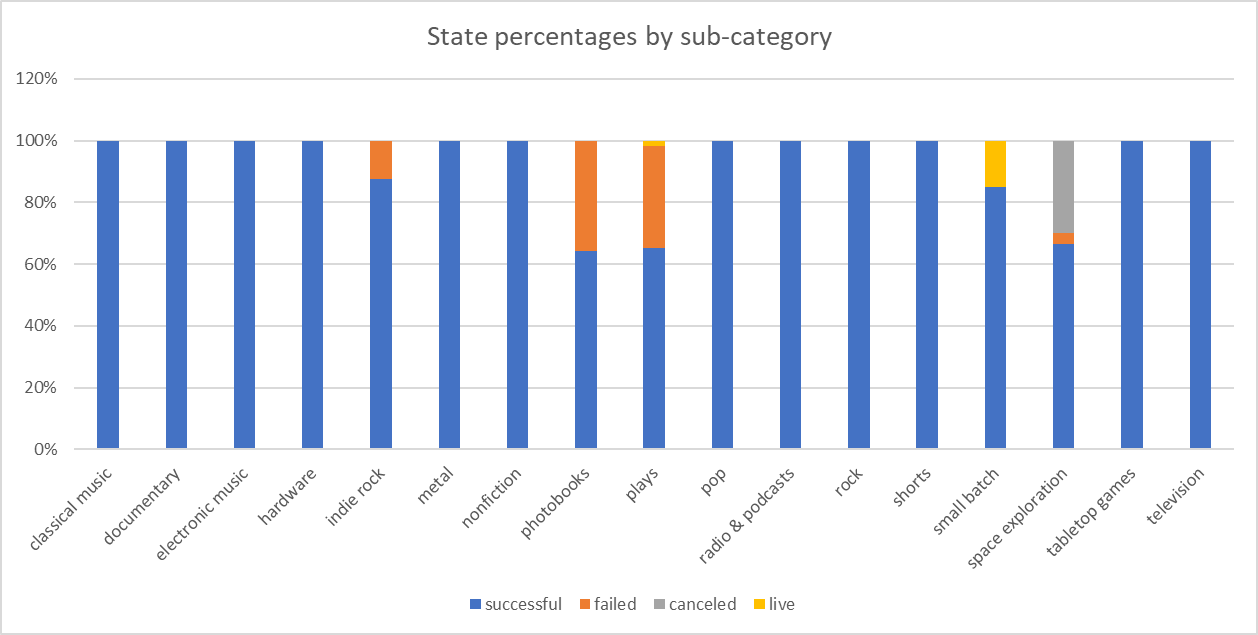 State percentages by sub-category
120%
100%
80%
60%
40%
20%
0%
classical music
documentary
electronic music
hardware
indie rock
metal
nonfiction
photobooks
plays
pop
radio & podcasts
rock
shorts
small batch
space exploration
tabletop games
television
successful failed canceled live